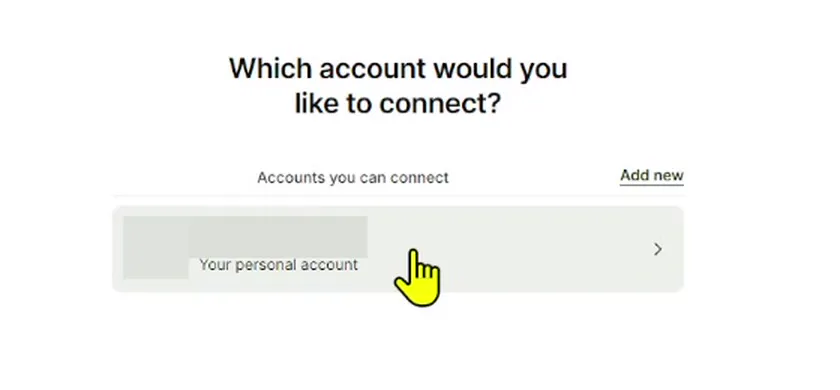 Which account would you
like to connect?
Accounts you can connect
Add new
Your personal account